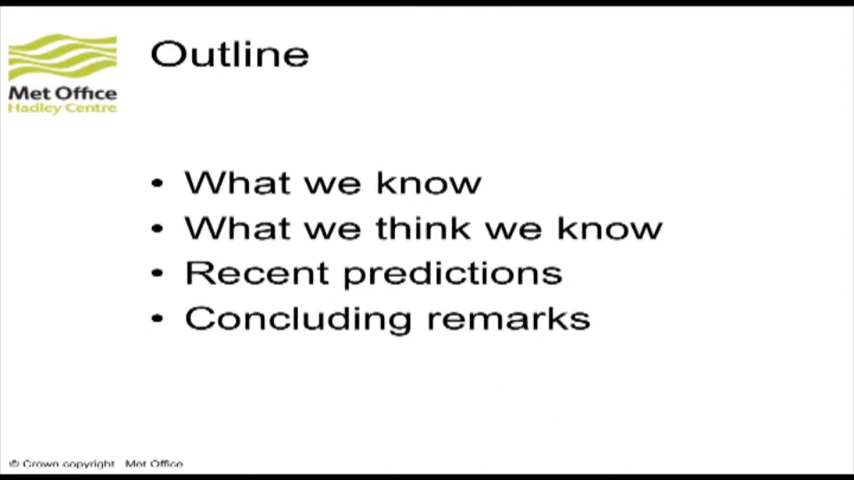 Outline
Met Office
Hadley Centre
• What we know
• What we think we know
• Recent predictions
• Concluding remarks
© Crown copyright Met Office